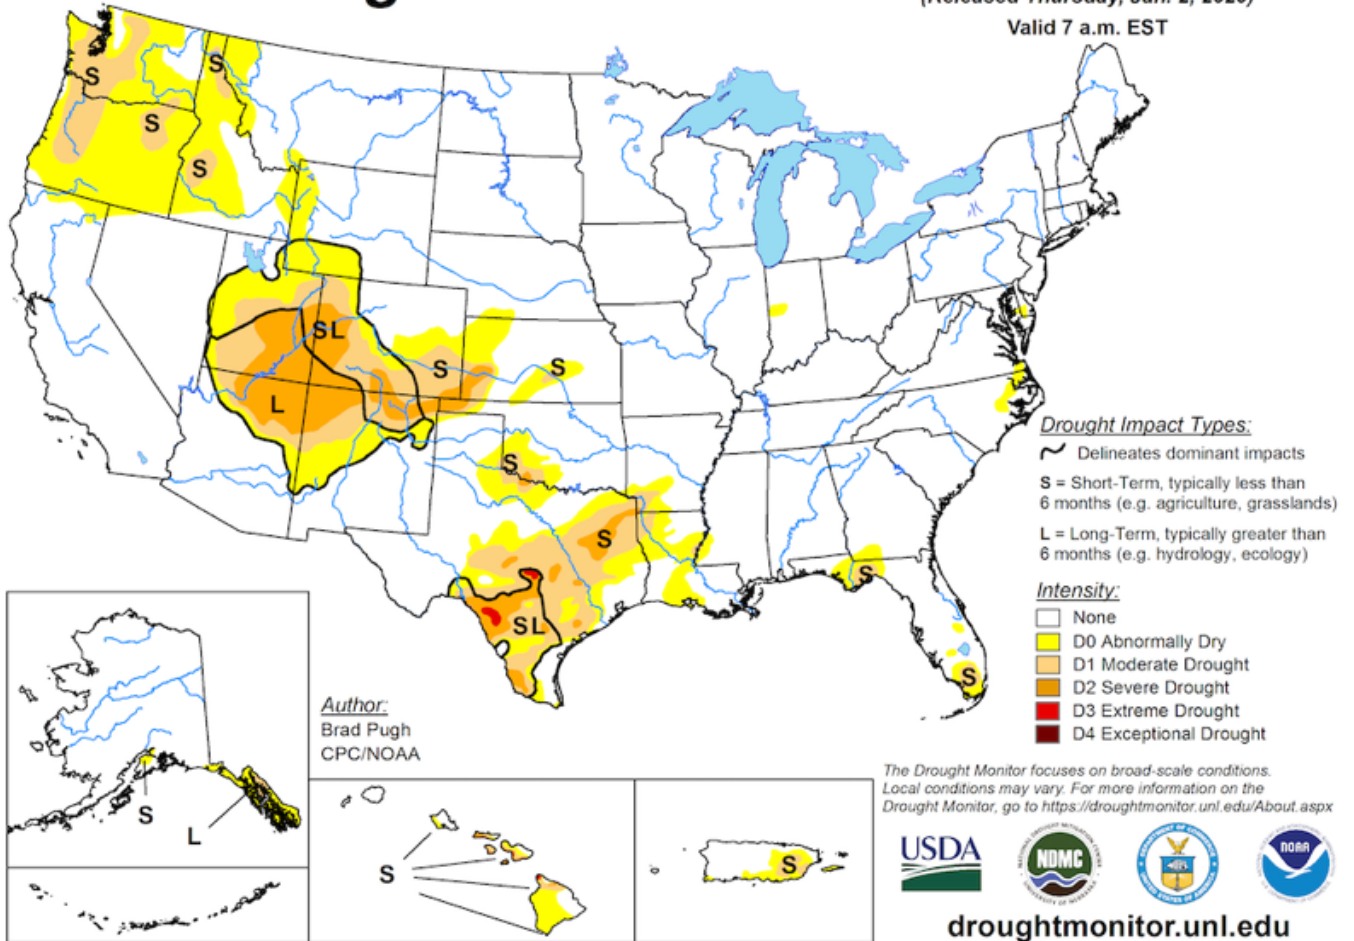 Valid 7 a.m. EST
S
S
S
S
SL
S
S
L
S
S
SL
S
S
Drought Impact Types:
Delineates dominant impacts
S = Short-Term, typically less than
6 months (e.g. agriculture, grasslands)
L = Long-Term, typically greater than
6 months (e.g. hydrology, ecology)
Intensity:
None
D0 Abnormally Dry
D1 Moderate Drought
D2 Severe Drought
D3 Extreme Drought
D4 Exceptional Drought
Author:
Brad Pugh
CPC/NOAA
S
L
S
S
The Drought Monitor focuses on broad-scale conditions.
Local conditions may vary. For more information on the
Drought Monitor, go to https://droughtmonitor.unl.edu/About.aspx
USDA
NDMC
NOAA
droughtmonitor.unl.edu